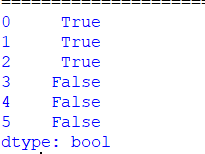 0     True
1     True
2     True
3    False
4    False
5    False
dtype: bool